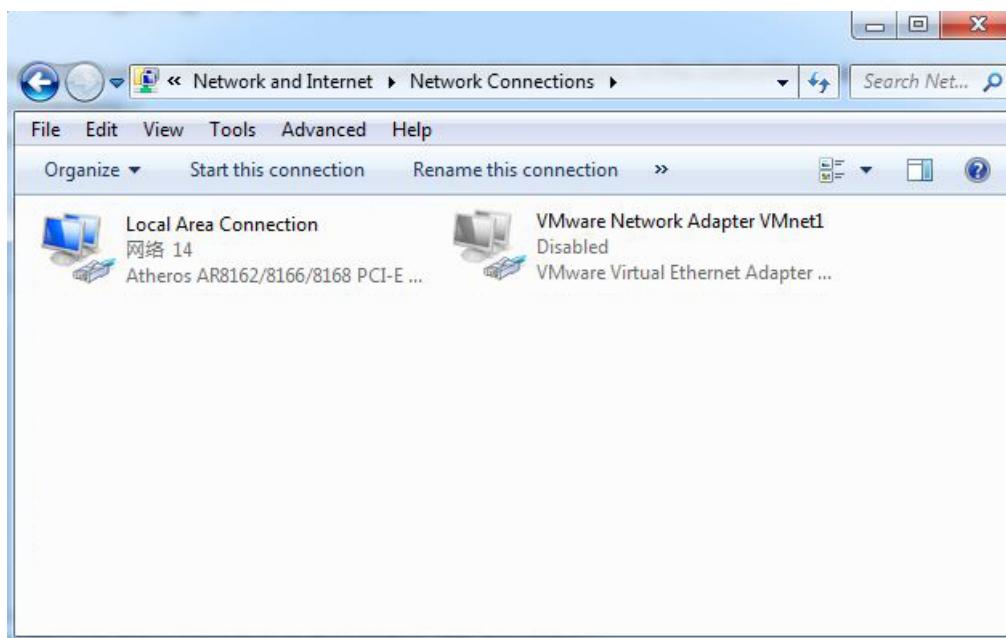 « Network and Internet ▸ Network Connections ▸ Search Net...
File Edit View Tools Advanced Help
Organize ▾ Start this connection Rename this connection »
Local Area Connection
网络 14
Atheros AR8162/8166/8168 PCI-E ...
VMware Network Adapter VMnet1
Disabled
VMware Virtual Ethernet Adapter ...